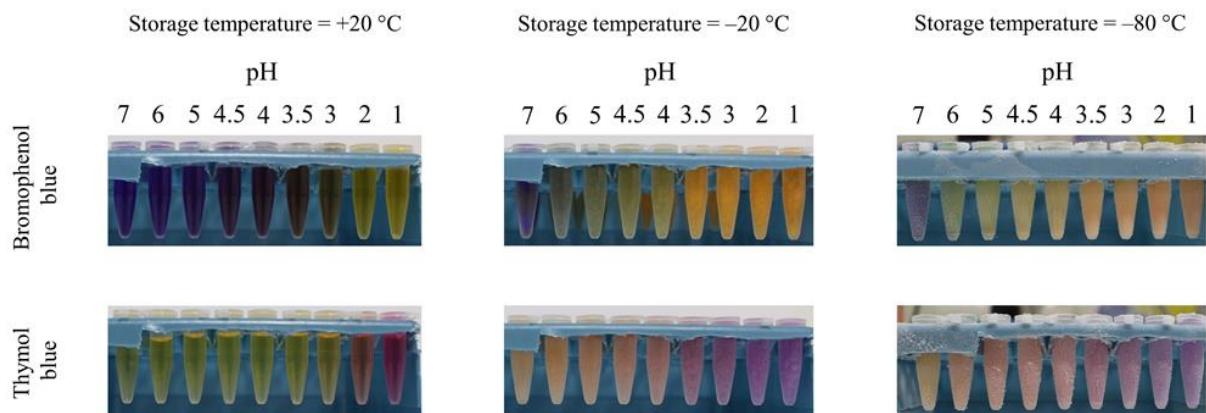 Storage temperature = +20 °C
Storage temperature = –20 °C
Storage temperature = –80 °C
pH
pH
pH
7 6 5 4.5 4 3.5 3 2 1
7 6 5 4.5 4 3.5 3 2 1
7 6 5 4.5 4 3.5 3 2 1
Bromophenol
blue
Thymol
blue